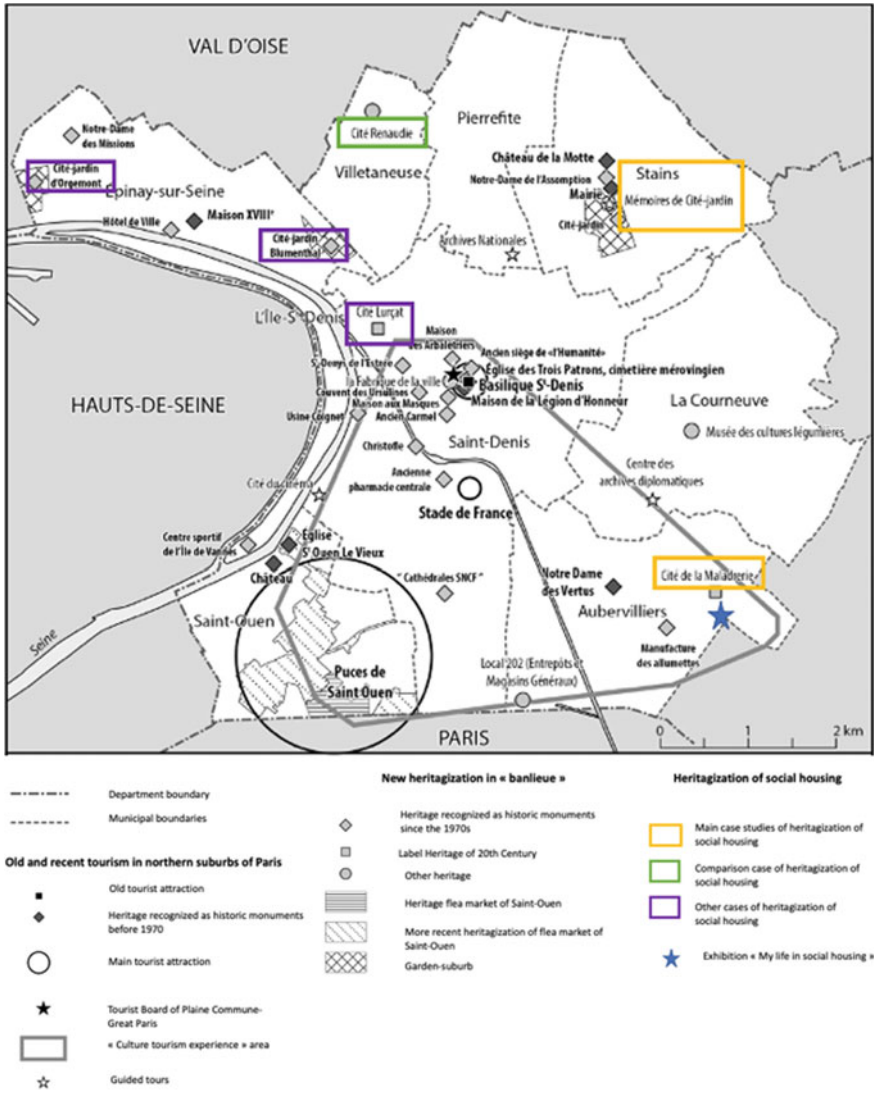 VAL D'OISE
Notre-Dame
des Missions
Cité Renaudie
Pierrefite
Villetaneuse
Château de la Motte
Notre-Dame de l'Assomption
Mairie
Cité-jardin
Stains
Mémoires de Cité-jardin
Cité-jardin
d'Orgemont
Epinay-sur-Seine
Hôtel de Ville
Maison XVIIIᵉ
Cité-jardin
Blumenthal
Archives Nationales
L'Île-Sᵗ-Denis
Cité Lurçat
Maison
des Arbalétriers
Ancien siège de «l'Humanité»
Sᵗ-Denys de l'Estrée
Église des Trois Patrons, cimetière mérovingien
la Fabrique de la ville
Basilique Sᵗ-Denis
Couvent des Ursulines
Maison aux Masques
Maison de la Légion d'Honneur
Usine Coignet
Ancien Carmel
HAUTS-DE-SEINE
La Courneuve
Musée des cultures légumières
Saint-Denis
Christofle
Centre des
archives diplomatiques
Ancienne
pharmacie centrale
Cité du cinéma
Stade de France
Centre sportif
de l'Île de Vannes
Église
Sᵗ Ouen Le Vieux
Château
"Cathédrales SNCF"
Notre Dame
des Vertus
Cité de la Maladrerie
Aubervilliers
Saint-Ouen
Manufacture
des allumettes
Seine
Puces de
Saint Ouen
Local 202 (Entrepôts et
Magasins Généraux)
PARIS
0 1 2 km
Department boundary
Municipal boundaries
Old and recent tourism in northern suburbs of Paris
Old tourist attraction
Heritage recognized as historic monuments
before 1970
Main tourist attraction
Tourist Board of Plaine Commune-
Great Paris
« Culture tourism experience » area
Guided tours
New heritagization in « banlieue »
Heritage recognized as historic monuments
since the 1970s
Label Heritage of 20th Century
Other heritage
Heritage flea market of Saint-Ouen
More recent heritagization of flea market of
Saint-Ouen
Garden-suburb
Heritagization of social housing
Main case studies of heritagization of
social housing
Comparison case of heritagization of
social housing
Other cases of heritagization of
social housing
Exhibition « My life in social housing »